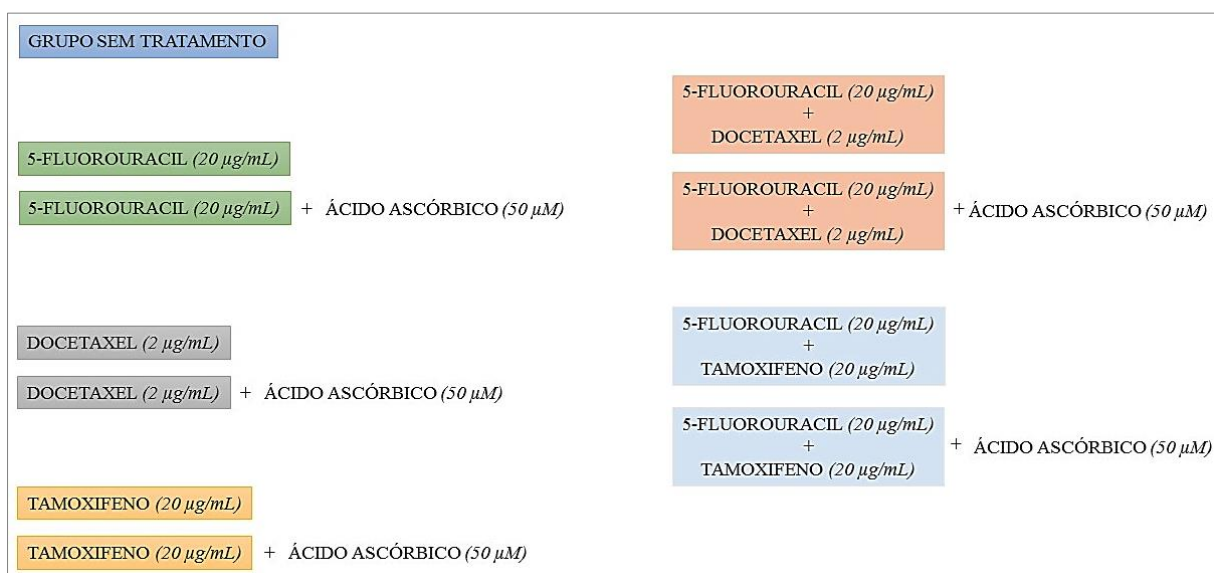 GRUPO SEM TRATAMENTO
5-FLUOROURACIL (20 µg/mL)
5-FLUOROURACIL (20 µg/mL) + ÁCIDO ASCÓRBICO (50 µM)
DOCETAXEL (2 µg/mL)
DOCETAXEL (2 µg/mL) + ÁCIDO ASCÓRBICO (50 µM)
TAMOXIFENO (20 µg/mL)
TAMOXIFENO (20 µg/mL) + ÁCIDO ASCÓRBICO (50 µM)
5-FLUOROURACIL (20 µg/mL)
+
DOCETAXEL (2 µg/mL)
5-FLUOROURACIL (20 µg/mL)
+
DOCETAXEL (2 µg/mL)
+ ÁCIDO ASCÓRBICO (50 µM)
5-FLUOROURACIL (20 µg/mL)
+
TAMOXIFENO (20 µg/mL)
5-FLUOROURACIL (20 µg/mL)
+
TAMOXIFENO (20 µg/mL)
+ ÁCIDO ASCÓRBICO (50 µM)